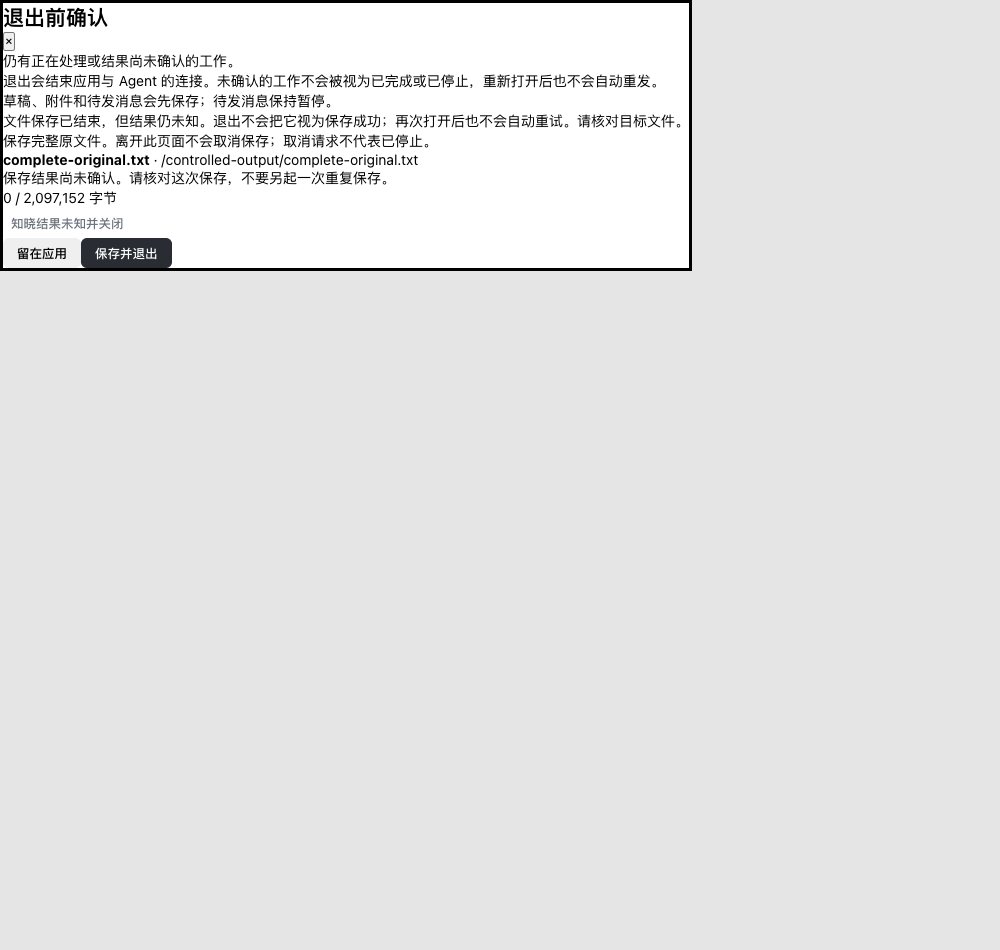 退出前确认
×
仍有正在处理或结果尚未确认的工作。
退出会结束应用与 Agent 的连接。未确认的工作不会被视为已完成或已停止，重新打开后也不会自动重发。
草稿、附件和待发消息会先保存；待发消息保持暂停。
文件保存已结束，但结果仍未知。退出不会把它视为保存成功；再次打开后也不会自动重试。请核对目标文件。
保存完整原文件。离开此页面不会取消保存；取消请求不代表已停止。
complete-original.txt · /controlled-output/complete-original.txt
保存结果尚未确认。请核对这次保存，不要另起一次重复保存。
0 / 2,097,152 字节
知晓结果未知并关闭
留在应用 保存并退出